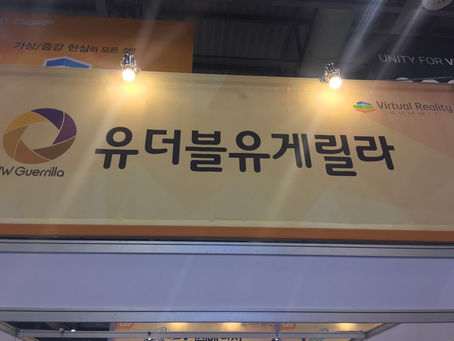 가상/증강 현실의 모든 것!
UNITY FOR
Virtual Reality
SUMMIT
유더블유게릴라
W Guerrilla